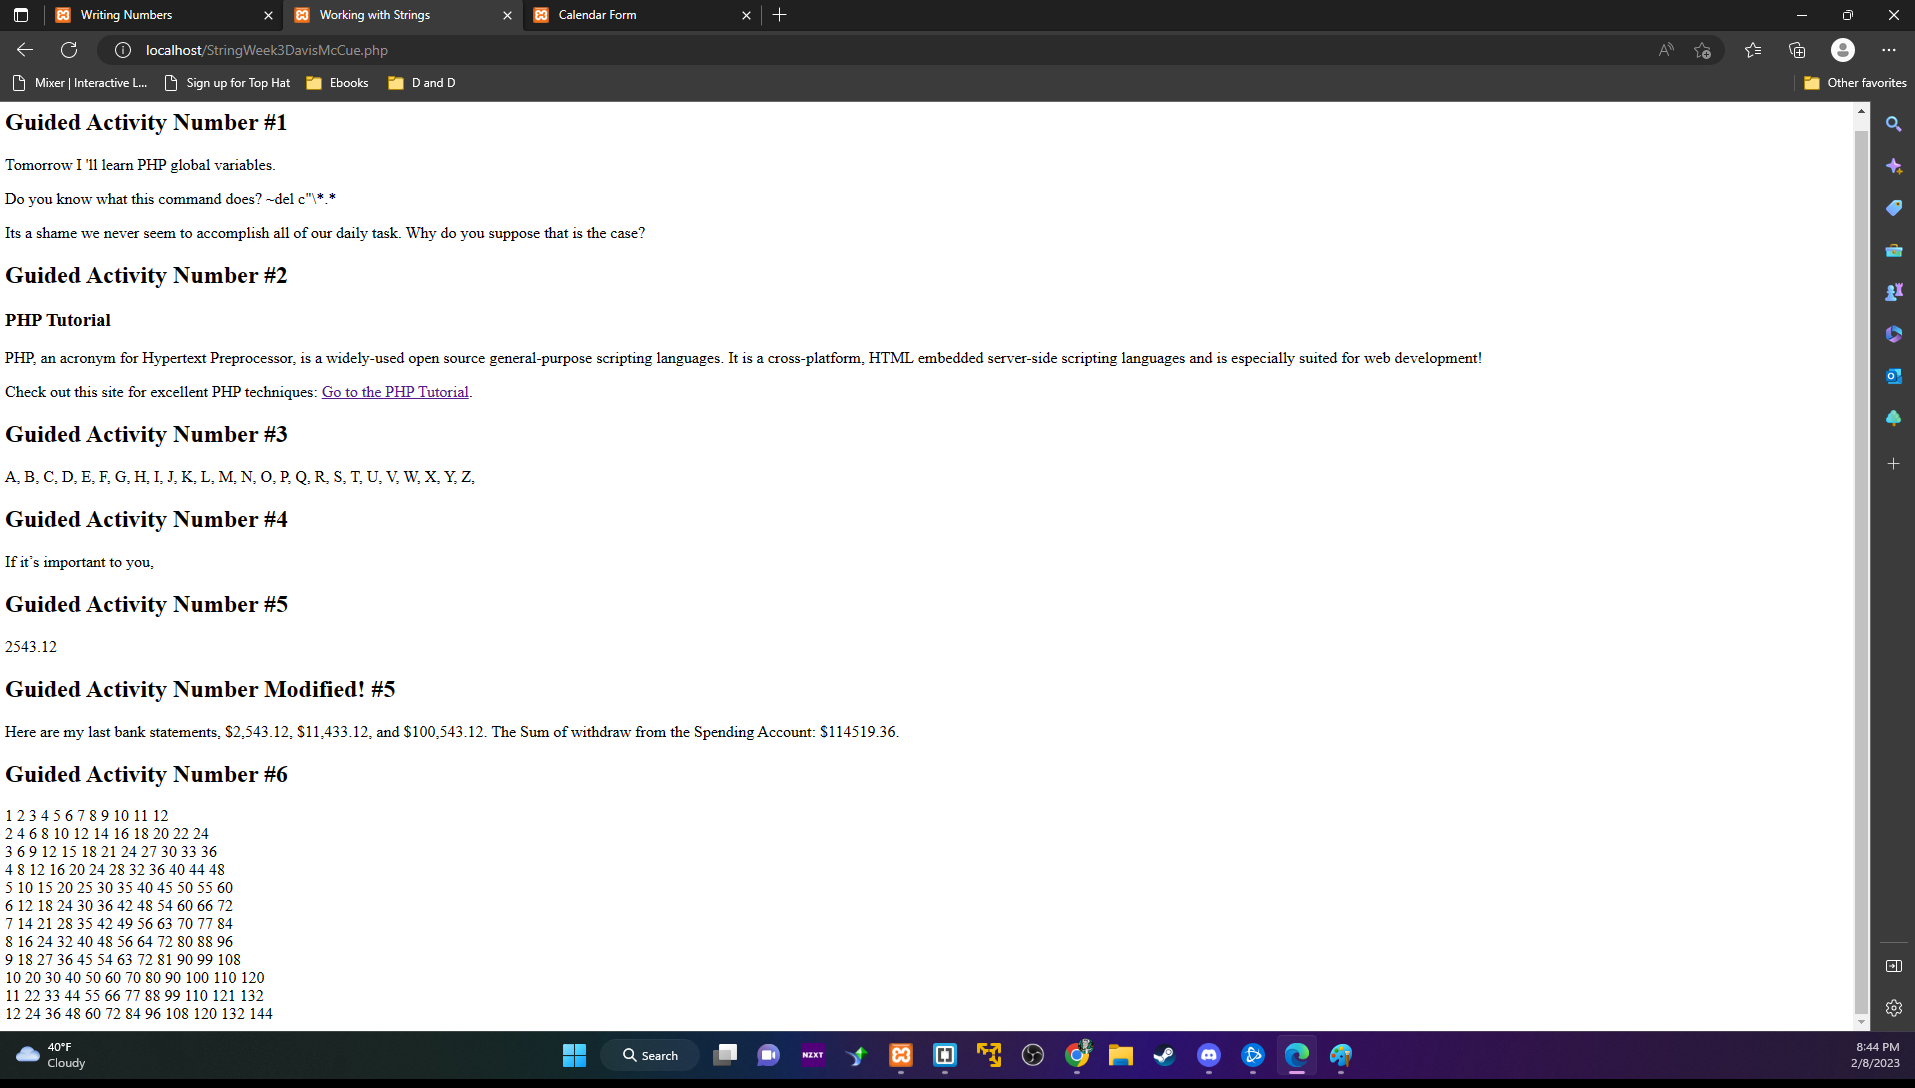 Writing Numbers
Working with Strings
Calendar Form
localhost/StringWeek3DavisMcCue.php
Mixer | Interactive L...
Sign up for Top Hat
Ebooks
D and D
Other favorites
Guided Activity Number #1
Tomorrow I 'll learn PHP global variables.
Do you know what this command does? ~del c"\*.*
Its a shame we never seem to accomplish all of our daily task. Why do you suppose that is the case?
Guided Activity Number #2
PHP Tutorial
PHP, an acronym for Hypertext Preprocessor, is a widely-used open source general-purpose scripting languages. It is a cross-platform, HTML embedded server-side scripting languages and is especially suited for web development!
Check out this site for excellent PHP techniques: Go to the PHP Tutorial.
Guided Activity Number #3
A, B, C, D, E, F, G, H, I, J, K, L, M, N, O, P, Q, R, S, T, U, V, W, X, Y, Z,
Guided Activity Number #4
If it’s important to you,
Guided Activity Number #5
2543.12
Guided Activity Number Modified! #5
Here are my last bank statements, $2,543.12, $11,433.12, and $100,543.12. The Sum of withdraw from the Spending Account: $114519.36.
Guided Activity Number #6
1 2 3 4 5 6 7 8 9 10 11 12
2 4 6 8 10 12 14 16 18 20 22 24
3 6 9 12 15 18 21 24 27 30 33 36
4 8 12 16 20 24 28 32 36 40 44 48
5 10 15 20 25 30 35 40 45 50 55 60
6 12 18 24 30 36 42 48 54 60 66 72
7 14 21 28 35 42 49 56 63 70 77 84
8 16 24 32 40 48 56 64 72 80 88 96
9 18 27 36 45 54 63 72 81 90 99 108
10 20 30 40 50 60 70 80 90 100 110 120
11 22 33 44 55 66 77 88 99 110 121 132
12 24 36 48 60 72 84 96 108 120 132 144
40°F
Cloudy
Search
NZXT
8:44 PM
2/8/2023